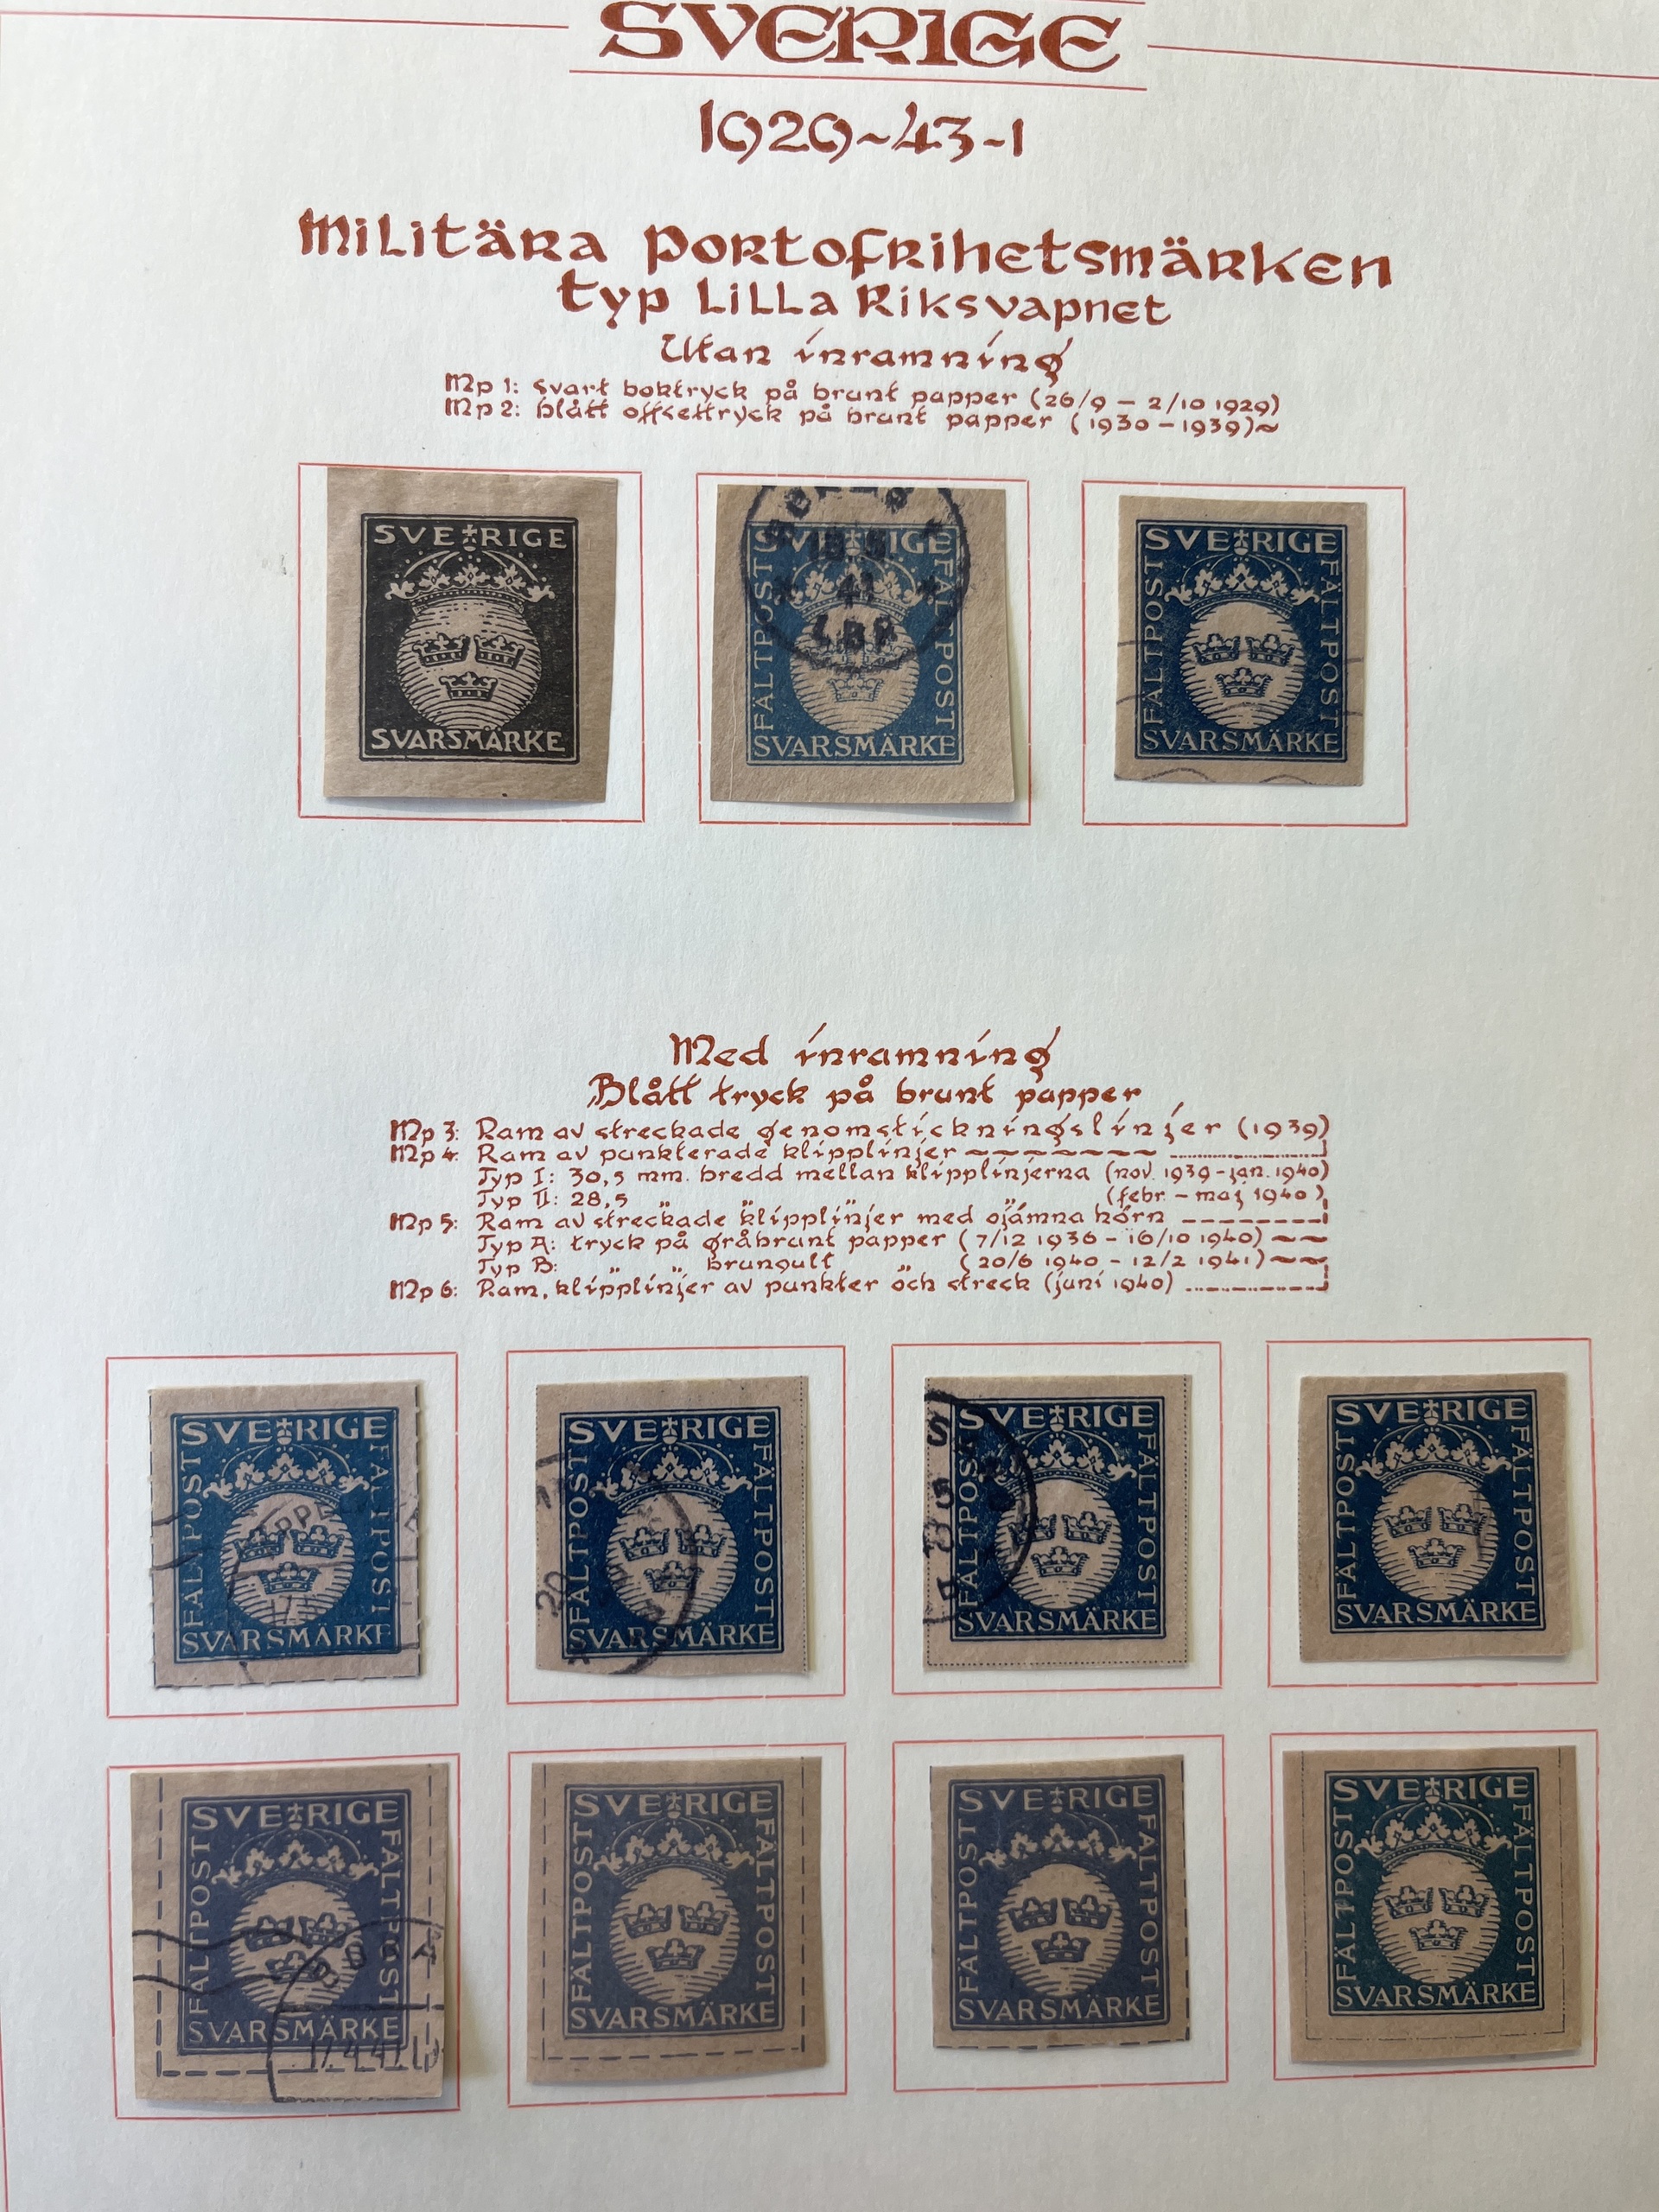 SVERIGE
1929~43-1
Militära Portofrihetsmärken
typ Lilla Riksvapnet
Utan inramning
Mp 1: Svart boktryck på brunt papper (26/9 - 2/10 1929)
Mp 2: blått offsettryck på brunt papper (1930-1939)~
SVERIGE
SVARSMÄRKE
SVERIGE
FÄLTPOST
FÄLTPOST
SVARSMÄRKE
41
LBR
SVERIGE
FÄLTPOST
FÄLTPOST
SVARSMÄRKE
Med inramning
Blått tryck på brunt papper
Mp 3: Ram av streckade genomstickningslinjer (1939)
Mp 4: Ram av punkterade klipplinjer ~~~~~~~
Typ I: 30,5 mm. bredd mellan klipplinjerna (nov. 1939-jan. 1940)
Typ II: 28,5 " " " " (febr - maj 1940)
Mp 5: Ram av streckade klipplinjer med ojämna hörn
Typ A: tryck på gråbrunt papper (7/12 1936 - 16/10 1940) ~~
Typ B: " " brungult " (20/6 1940 - 12/2 1941) ~~
Mp 6: Ram, klipplinjer av punkter och streck (juni 1940)
SVERIGE
FÄLTPOST
FÄLTPOST
SVARSMÄRKE
SVERIGE
FÄLTPOST
FÄLTPOST
SVARSMÄRKE
20
SVERIGE
FÄLTPOST
FÄLTPOST
SVARSMÄRKE
SVERIGE
FÄLTPOST
FÄLTPOST
SVARSMÄRKE
SVERIGE
FÄLTPOST
FÄLTPOST
SVARSMÄRKE
SVERIGE
FÄLTPOST
FÄLTPOST
SVARSMÄRKE
SVERIGE
FÄLTPOST
FÄLTPOST
SVARSMÄRKE
SVERIGE
FÄLTPOST
FÄLTPOST
SVARSMÄRKE